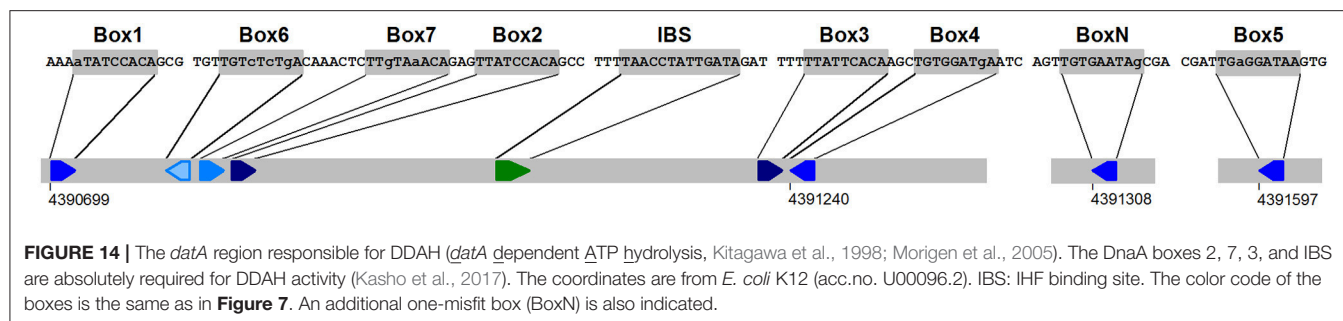 Box1 Box6 Box7 Box2 IBS Box3 Box4 BoxN Box5
AAAaTATCCACAGCG TGTTGTCtCtTgACAAACTCTTgTAaACAGAGTTATCCACAGCC TTTTAACCTATTGATAGAT TTTTTATTCACAAGCTGTGGATgAATC AGTTGTGAATAgCGA CGATTGaGGATAAGTG
4390699 4391240 4391308 4391597
FIGURE 14 | The datA region responsible for DDAH (datA dependent ATP hydrolysis, Kitagawa et al., 1998; Morigen et al., 2005). The DnaA boxes 2, 7, 3, and IBS
are absolutely required for DDAH activity (Kasho et al., 2017). The coordinates are from E. coli K12 (acc.no. U00096.2). IBS: IHF binding site. The color code of the
boxes is the same as in Figure 7. An additional one-misfit box (BoxN) is also indicated.